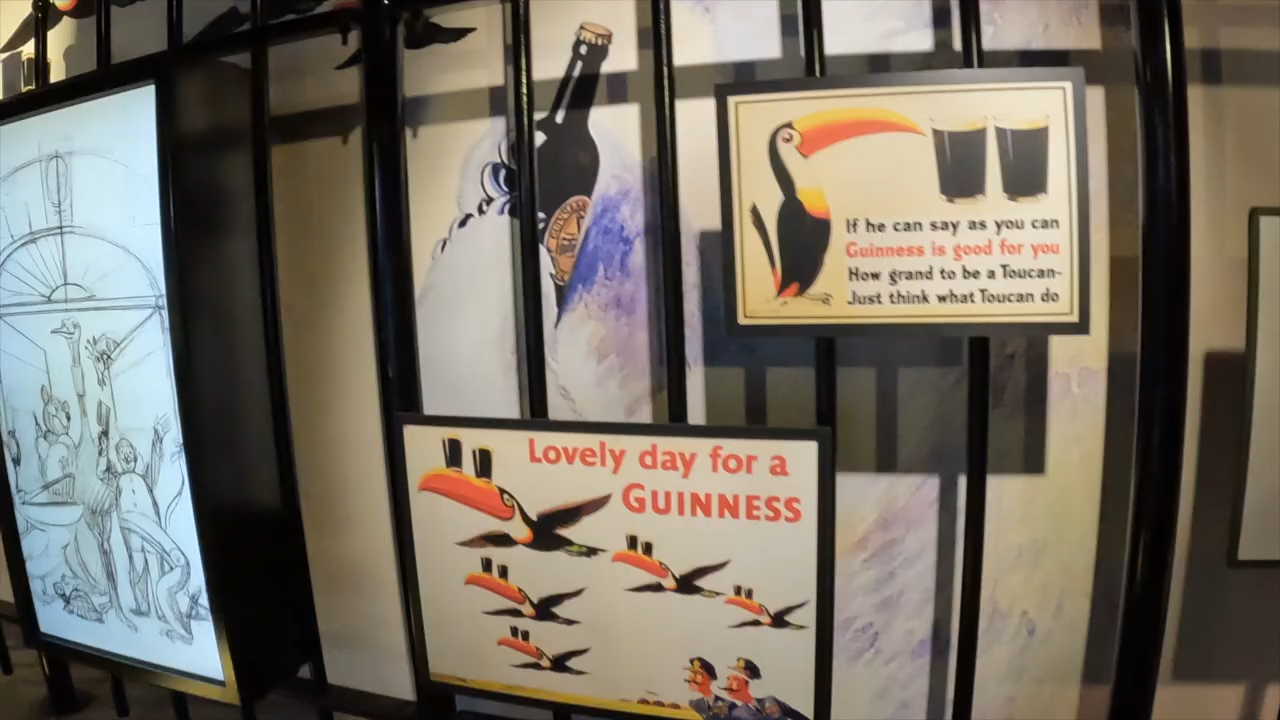 GUINNESS
If he can say as you can
Guinness is good for you
How grand to be a Toucan-
Just think what Toucan do
Lovely day for a
GUINNESS